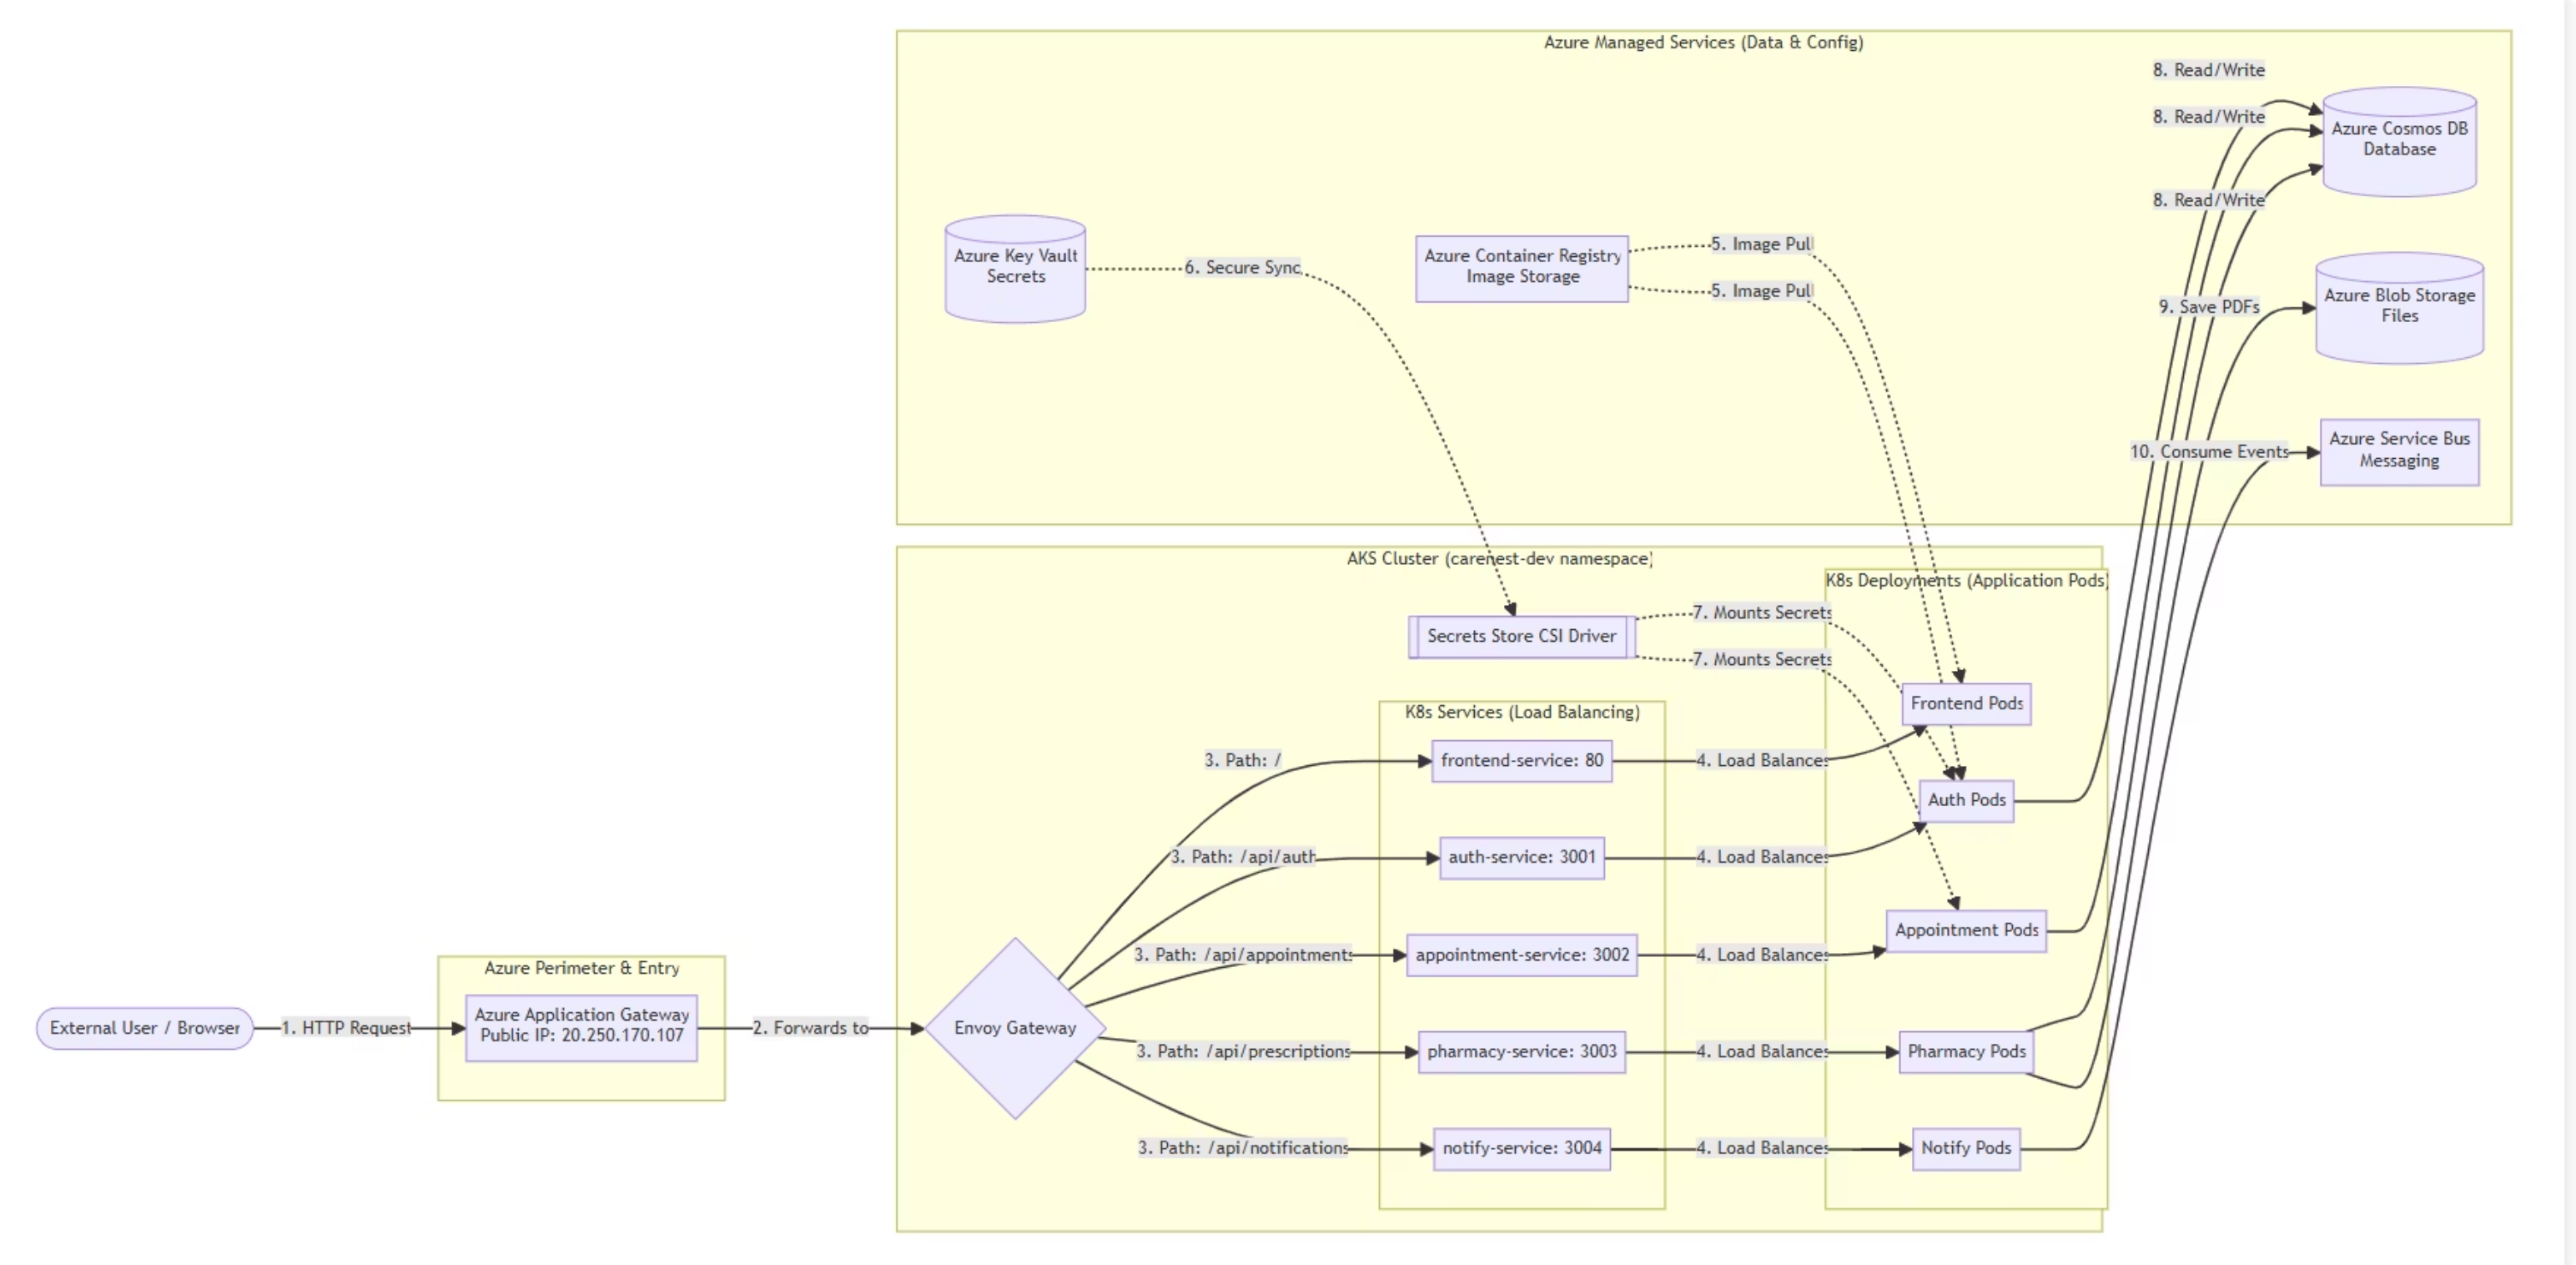 Azure Managed Services (Data & Config)
8. Read/Write
8. Read/Write
Azure Cosmos DB
Database
8. Read/Write
Azure Key Vault
Secrets
6. Secure Sync
Azure Container Registry
Image Storage
5. Image Pull
5. Image Pull
9. Save PDFs
Azure Blob Storage
Files
10. Consume Events
Azure Service Bus
Messaging
AKS Cluster (carenest-dev namespace)
K8s Deployments (Application Pods)
Secrets Store CSI Driver
7. Mounts Secrets
7. Mounts Secrets
K8s Services (Load Balancing)
Frontend Pods
3. Path: /
frontend-service: 80
4. Load Balances
Auth Pods
3. Path: /api/auth
auth-service: 3001
4. Load Balances
Appointment Pods
3. Path: /api/appointments
appointment-service: 3002
4. Load Balances
Azure Perimeter & Entry
External User / Browser
1. HTTP Request
Azure Application Gateway
Public IP: 20.250.170.107
2. Forwards to
Envoy Gateway
3. Path: /api/prescriptions
pharmacy-service: 3003
4. Load Balances
Pharmacy Pods
3. Path: /api/notifications
notify-service: 3004
4. Load Balances
Notify Pods